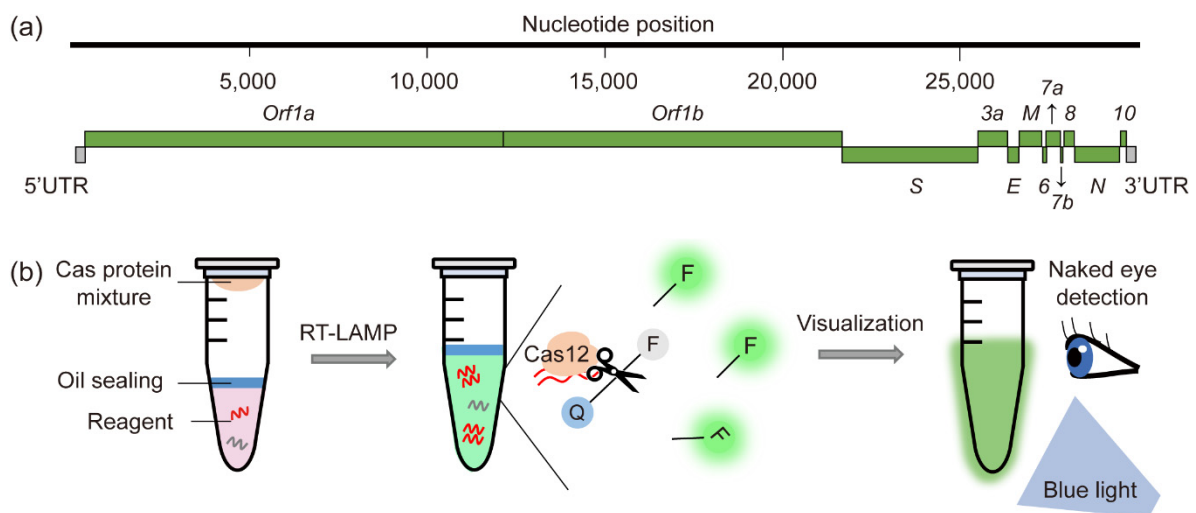 (a)
Nucleotide position
5,000 10,000 15,000 20,000 25,000
7a
Orf1a Orf1b 3a M 8 10
5'UTR S E 6 N 3'UTR
7b
(b)
Cas protein
mixture
Oil sealing
Reagent
RT-LAMP
Cas12
F
Q
F
F
F
Visualization
Naked eye
detection
Blue light